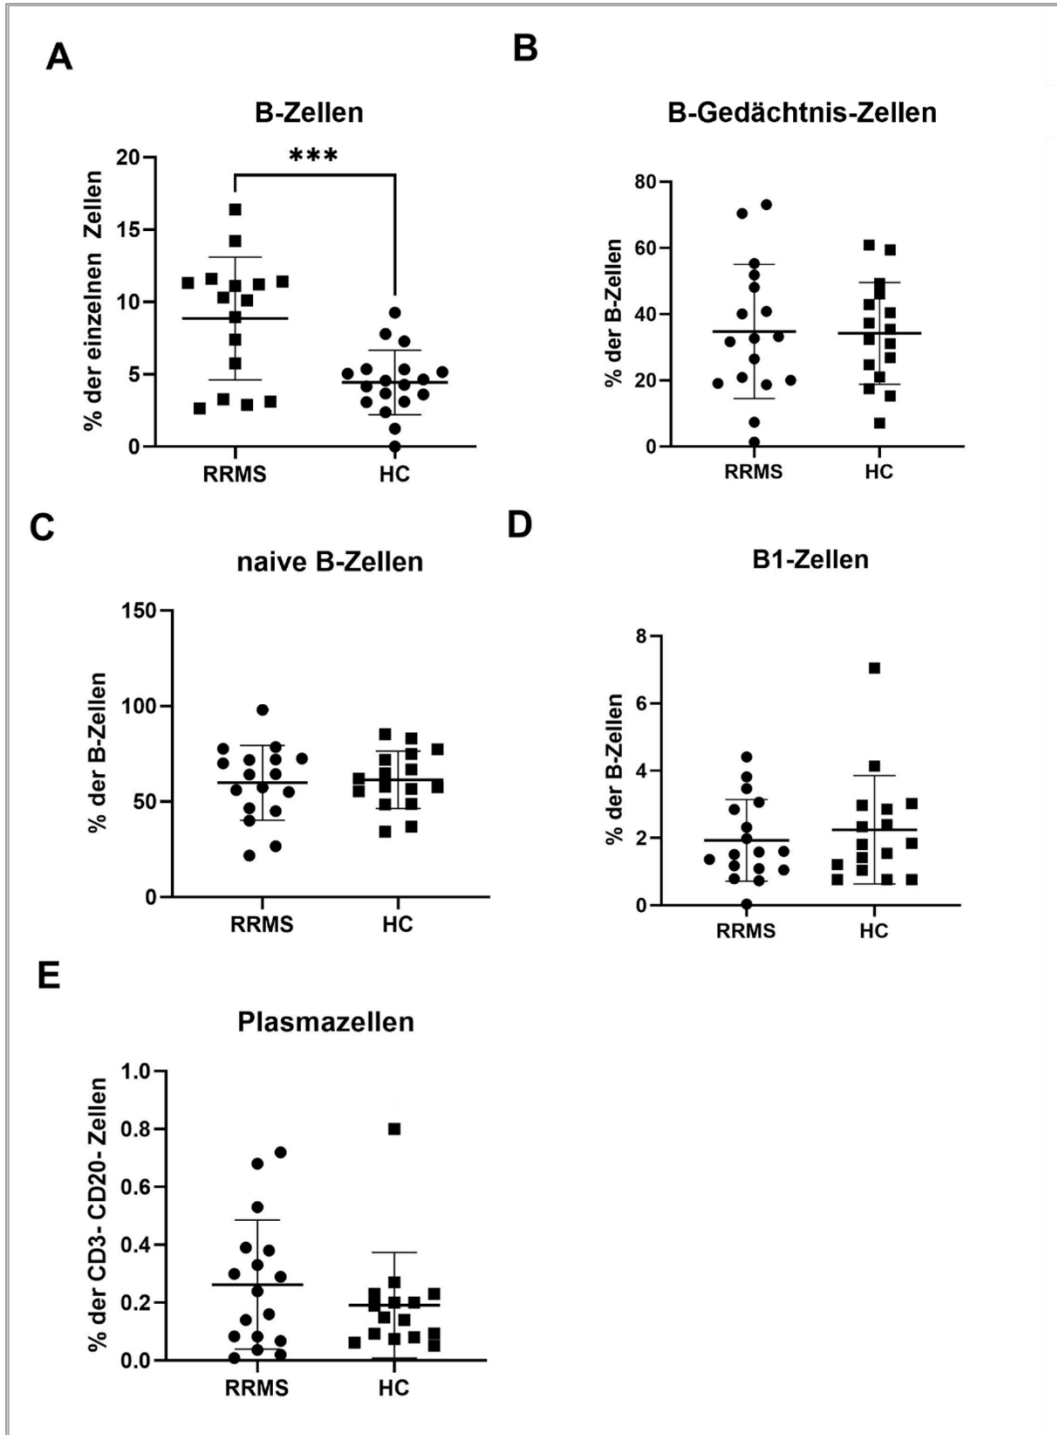 A
B-Zellen
% der einzelnen Zellen
20
15
10
5
0
***
RRMS
HC
B
B-Gedächtnis-Zellen
% der B-Zellen
80
60
40
20
0
RRMS
HC
C
naive B-Zellen
% der B-Zellen
150
100
50
0
RRMS
HC
D
B1-Zellen
% der B-Zellen
8
6
4
2
0
RRMS
HC
E
Plasmazellen
% der CD3- CD20- Zellen
1.0
0.8
0.6
0.4
0.2
0.0
RRMS
HC